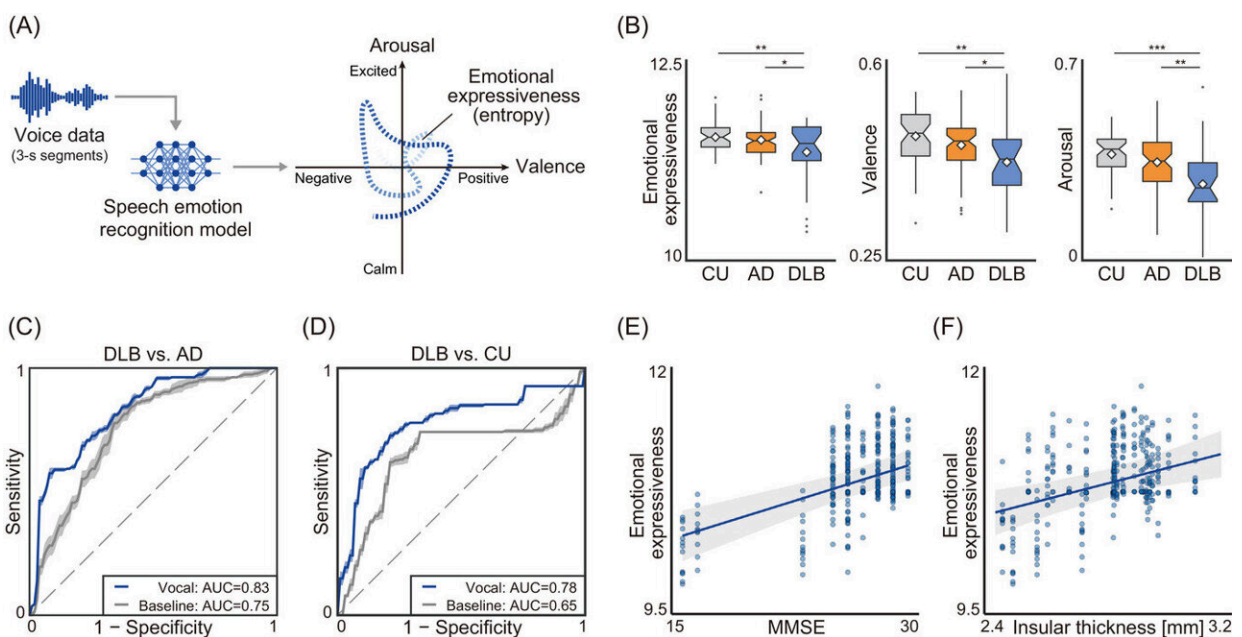 (A)
Arousal
Excited
Emotional
expressiveness
(entropy)
Voice data
(3-s segments)
Negative
Positive
Valence
Speech emotion
recognition model
Calm
(B)
Emotional
expressiveness
12.5
10
**
*
CU
AD
DLB
Valence
0.6
0.25
**
*
CU
AD
DLB
Arousal
0.7
0
***
**
CU
AD
DLB
(C)
DLB vs. AD
1
Sensitivity
Vocal: AUC=0.83
Baseline: AUC=0.75
0
0
1 − Specificity
1
(D)
DLB vs. CU
1
Sensitivity
Vocal: AUC=0.78
Baseline: AUC=0.65
0
0
1 − Specificity
1
(E)
12
Emotional
expressiveness
9.5
15
MMSE
30
(F)
12
Emotional
expressiveness
9.5
2.4
Insular thickness [mm]
3.2